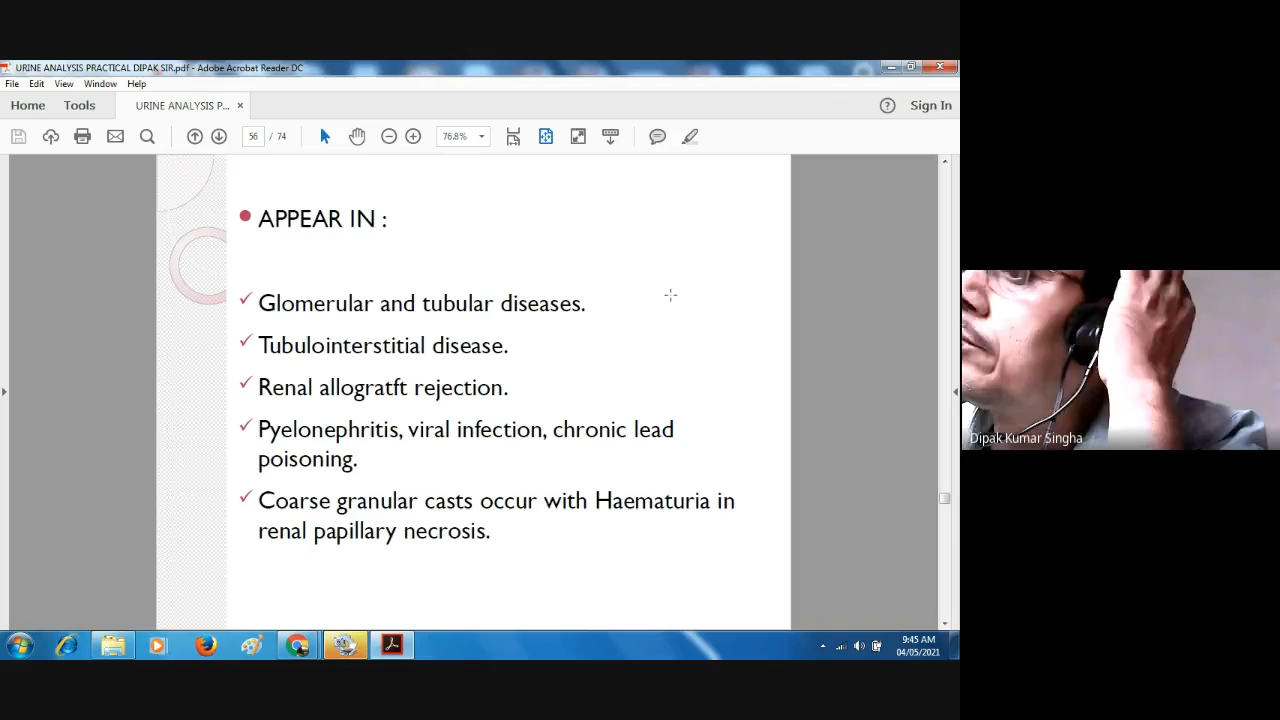 URINE ANALYSIS PRACTICAL DIPAK SIR.pdf - Adobe Acrobat Reader DC
File Edit View Window Help
Home Tools URINE ANALYSIS P... × ? Sign In
56 / 74 76.8%
APPEAR IN :
Glomerular and tubular diseases.
Tubulointerstitial disease.
Renal allogratft rejection.
Pyelonephritis, viral infection, chronic lead
poisoning.
Coarse granular casts occur with Haematuria in
renal papillary necrosis.
Dipak Kumar Singha
9:45 AM
04/05/2021